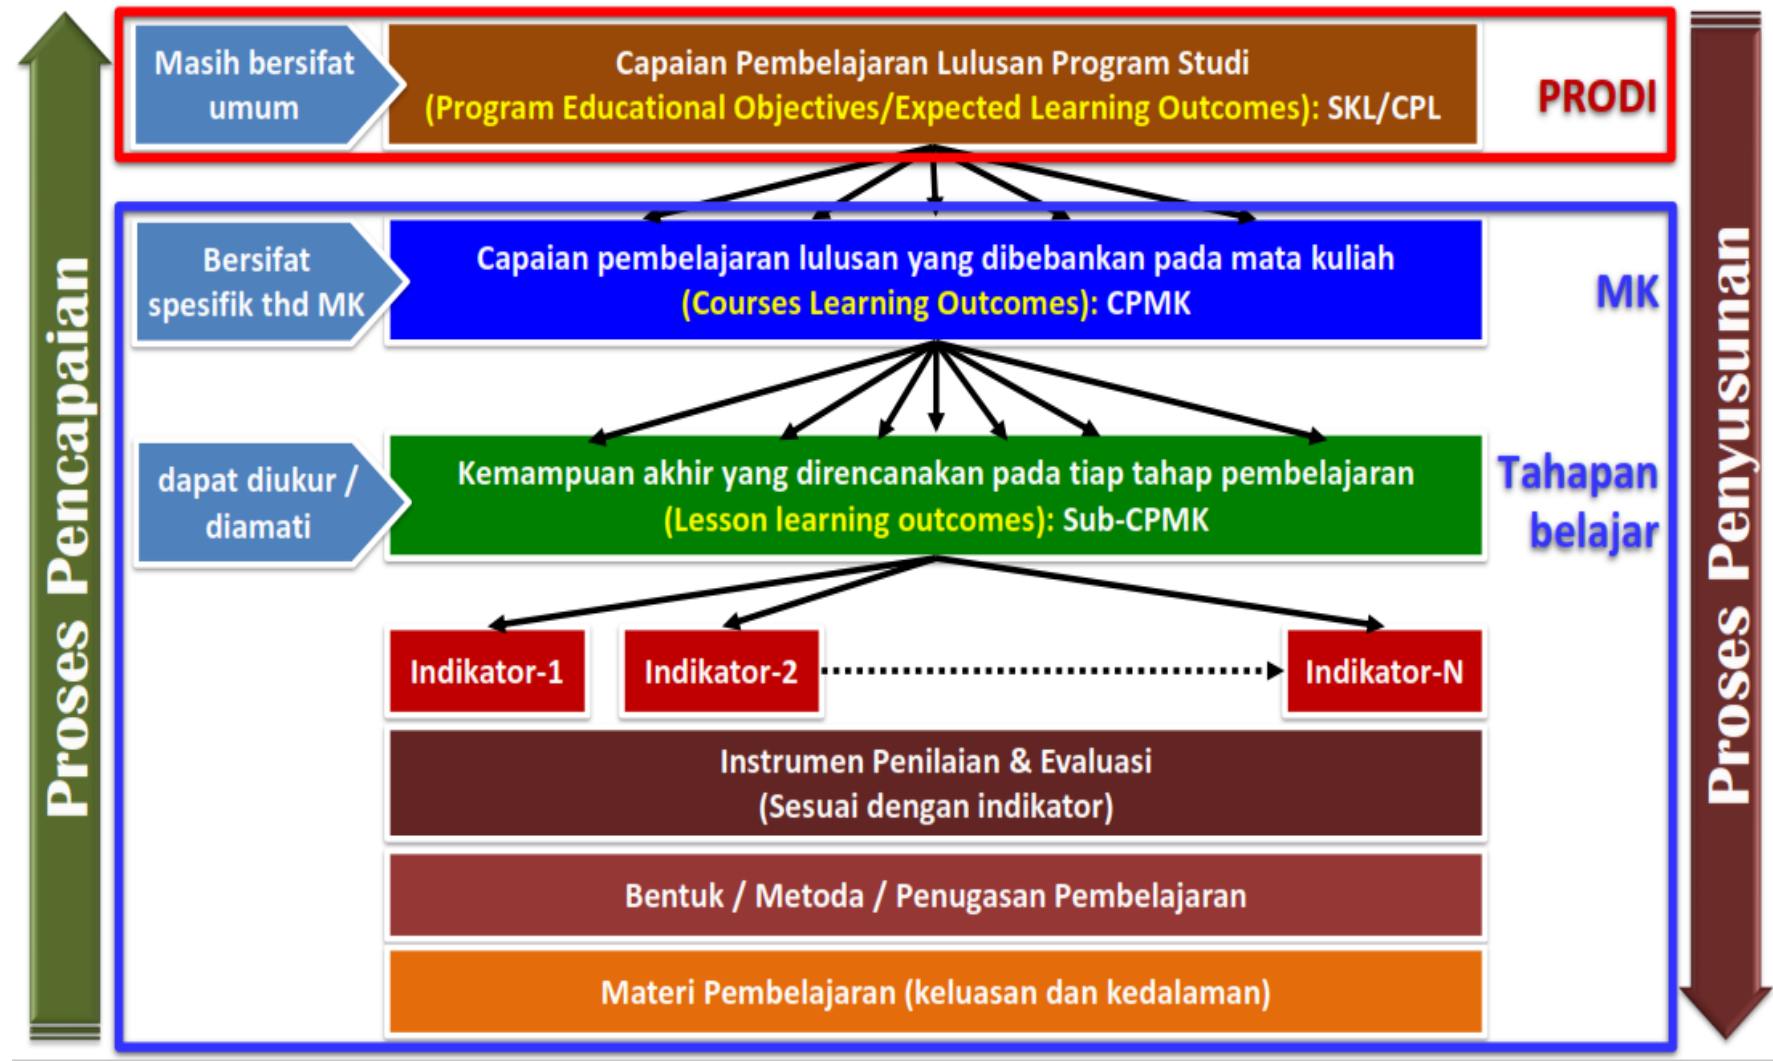 Proses Pencapaian
Masih bersifat
umum
Capaian Pembelajaran Lulusan Program Studi
(Program Educational Objectives/Expected Learning Outcomes): SKL/CPL
PRODI
Bersifat
spesifik thd MK
Capaian pembelajaran lulusan yang dibebankan pada mata kuliah
(Courses Learning Outcomes): CPMK
MK
dapat diukur /
diamati
Kemampuan akhir yang direncanakan pada tiap tahap pembelajaran
(Lesson learning outcomes): Sub-CPMK
Tahapan
belajar
Indikator-1
Indikator-2
Indikator-N
Instrumen Penilaian & Evaluasi
(Sesuai dengan indikator)
Bentuk / Metoda / Penugasan Pembelajaran
Materi Pembelajaran (keluasan dan kedalaman)
Proses Penyusunan